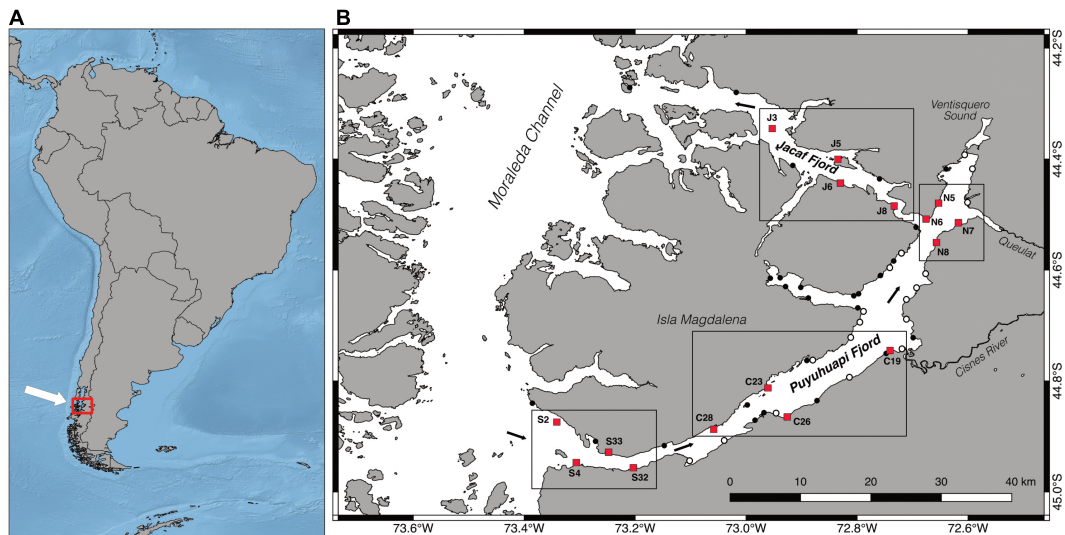 A
B
Moraleda Channel
Ventisquero
Sound
J3
Jacaf Fjord
J5
J6
J8
N5
N6
N7
N8
Queulat
Isla Magdalena
Puyuhuapi Fjord
Cisnes River
C19
C23
C26
C28
S2
S33
S4
S32
0 10 20 30 40 km
44.2°S
44.4°S
44.6°S
44.8°S
45.0°S
73.6°W 73.4°W 73.2°W 73.0°W 72.8°W 72.6°W